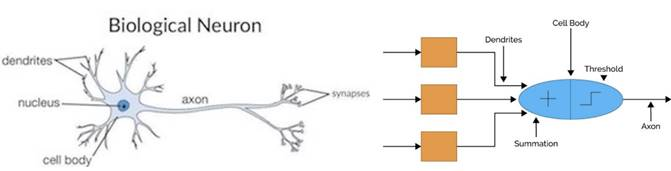 Biological Neuron
dendrites
nucleus
cell body
axon
synapses
Dendrites
Cell Body
Threshold
Summation
Axon